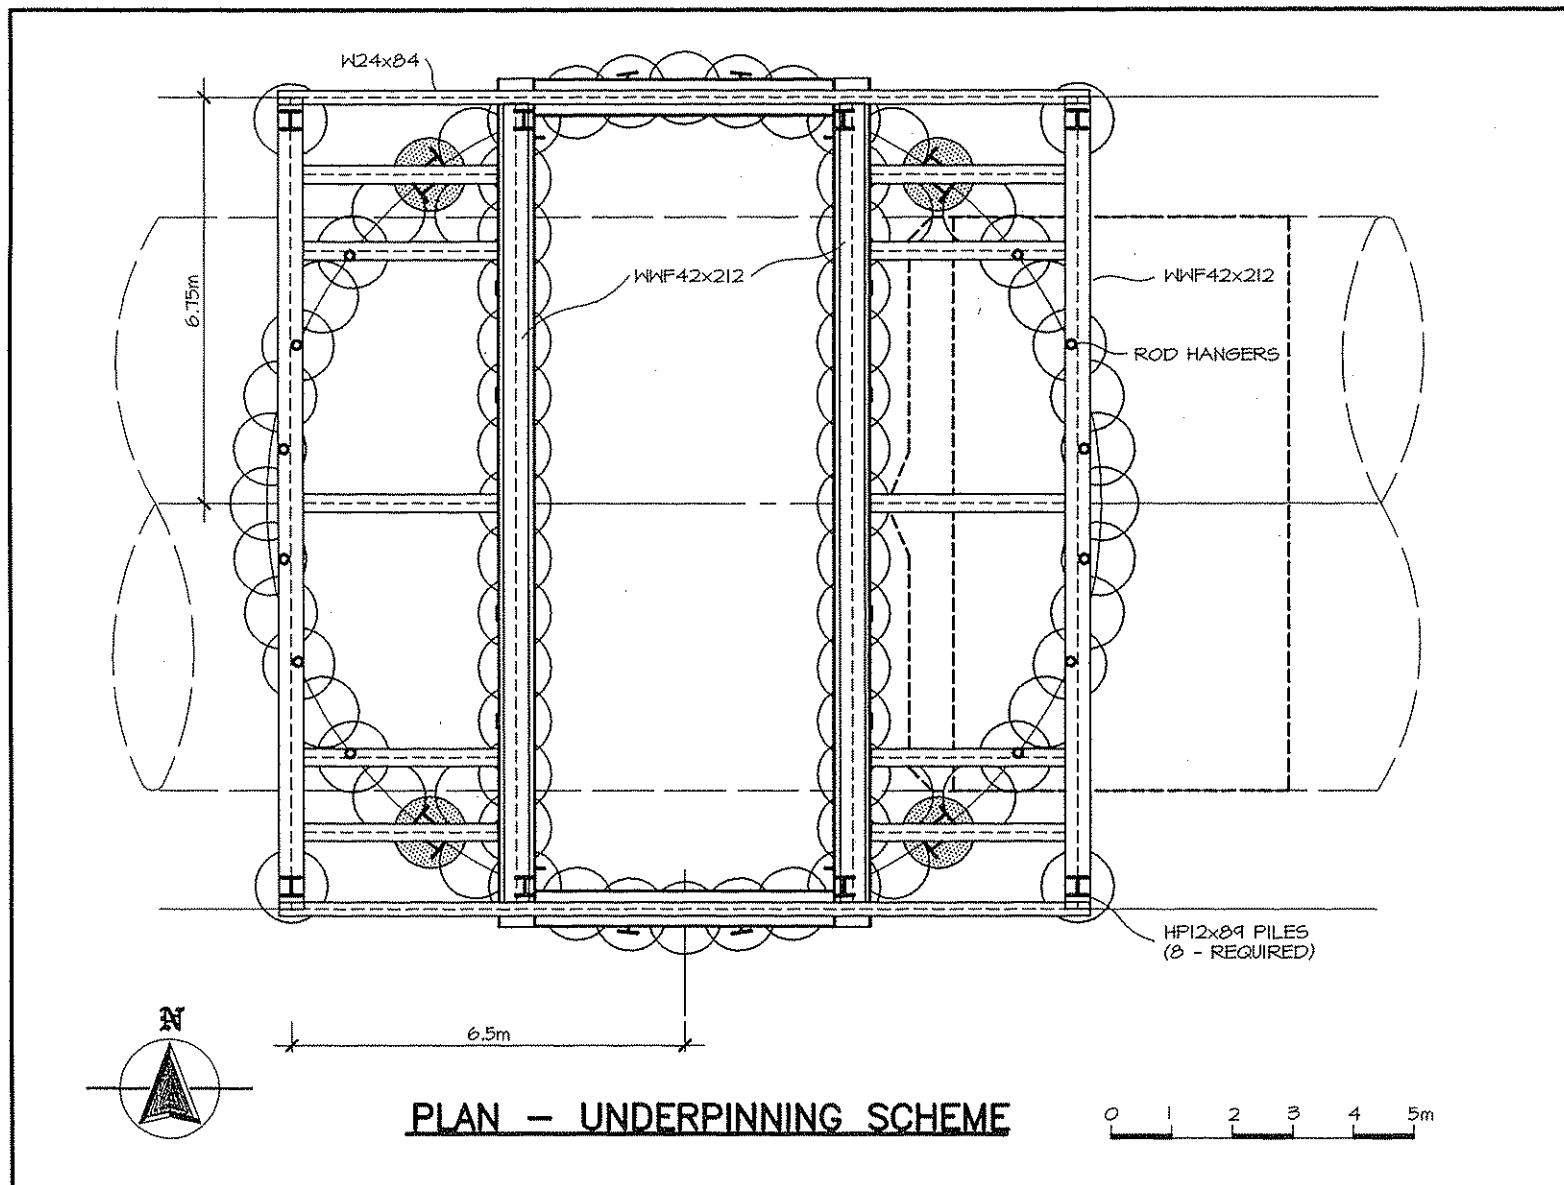 W24x84
6.75m
WWF42x212
WWF42x212
ROD HANGERS
HP12x89 PILES
(8 - REQUIRED)
N
6.5m
PLAN - UNDERPINNING SCHEME
0 1 2 3 4 5m